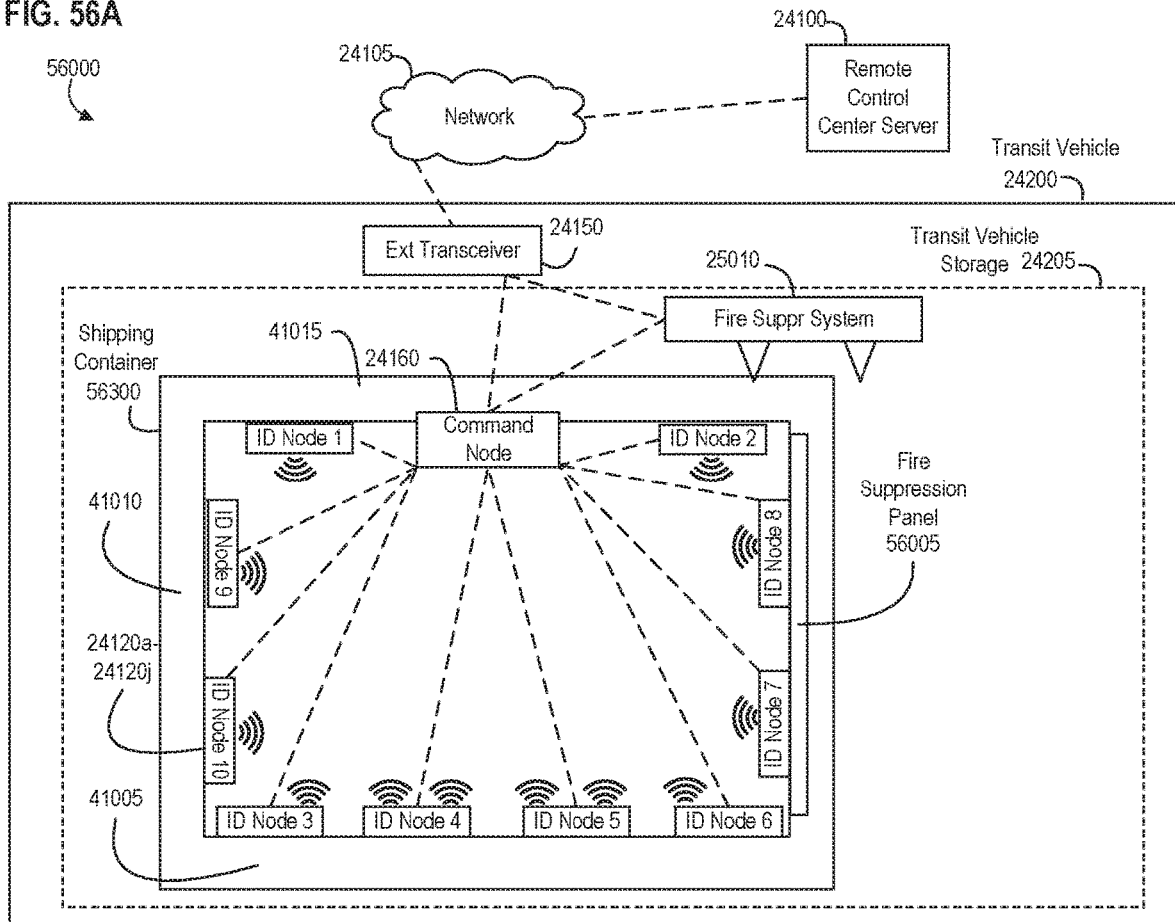 FIG. 56A
56000
24105
Network
24100
Remote
Control
Center Server
Transit Vehicle
24200
Ext Transceiver
24150
Transit Vehicle
Storage 24205
25010
Fire Suppr System
Shipping
Container
56300
41015
24160
Command
Node
ID Node 1
ID Node 2
41010
ID Node 9
ID Node 8
Fire
Suppression
Panel
56005
24120a-
24120j
ID Node 10
ID Node 7
41005
ID Node 3
ID Node 4
ID Node 5
ID Node 6